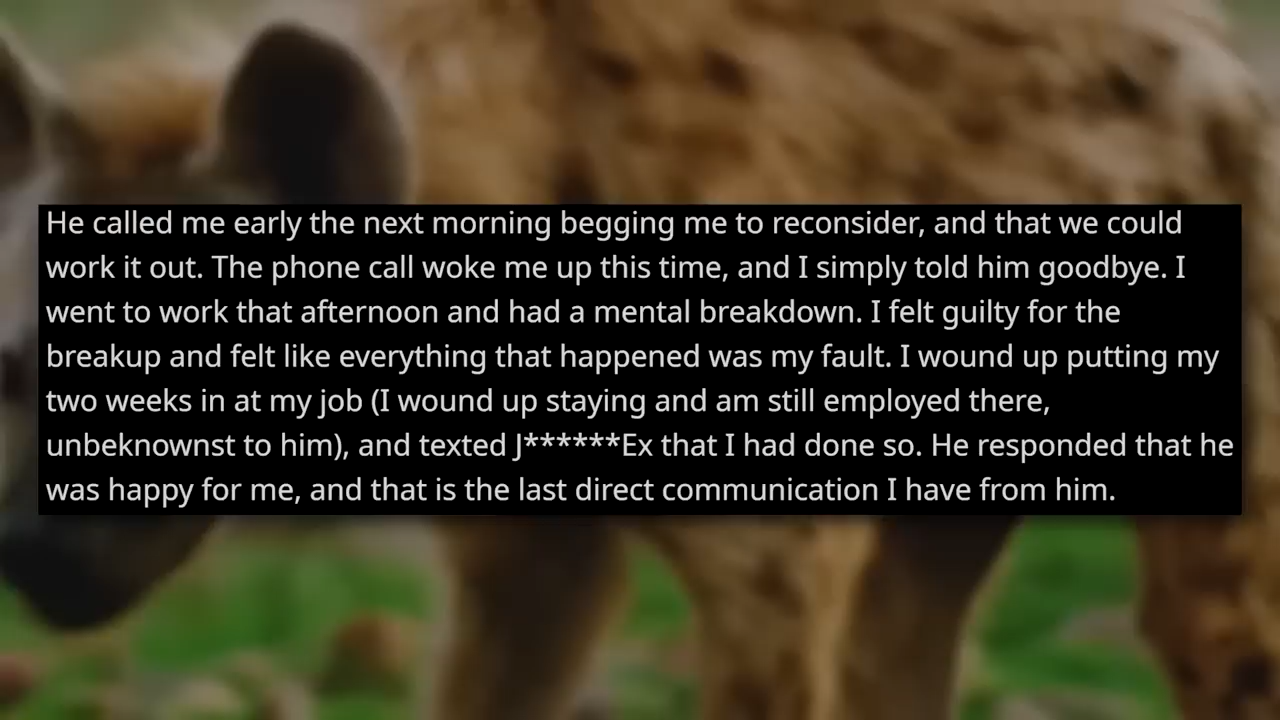 He called me early the next morning begging me to reconsider, and that we could
work it out. The phone call woke me up this time, and I simply told him goodbye. I
went to work that afternoon and had a mental breakdown. I felt guilty for the
breakup and felt like everything that happened was my fault. I wound up putting my
two weeks in at my job (I wound up staying and am still employed there,
unbeknownst to him), and texted J******Ex that I had done so. He responded that he
was happy for me, and that is the last direct communication I have from him.